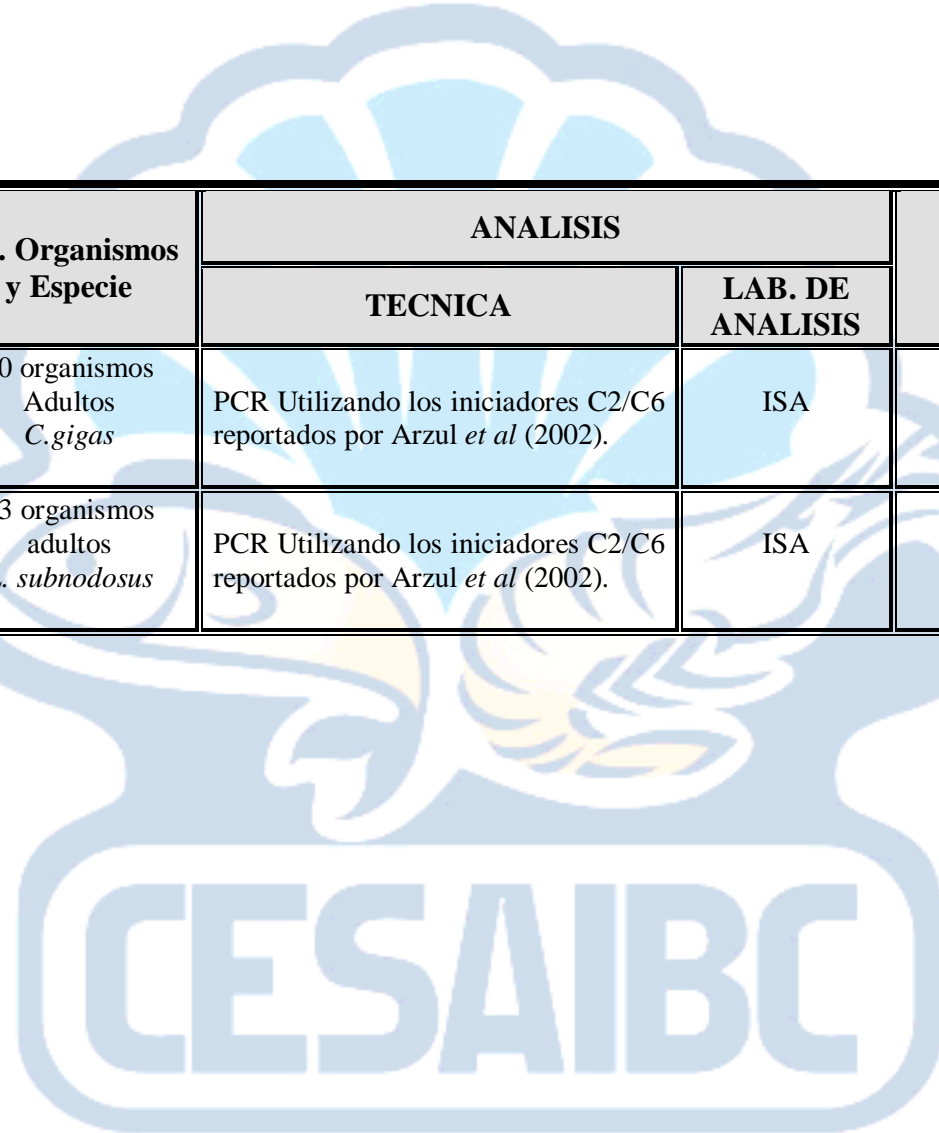 . Organismos
y Especie
ANALISIS
TECNICA
LAB. DE
ANALISIS
0 organismos
Adultos
C.gigas
PCR Utilizando los iniciadores C2/C6
reportados por Arzul et al (2002).
ISA
3 organismos
adultos
. subnodosus
PCR Utilizando los iniciadores C2/C6
reportados por Arzul et al (2002).
ISA
CESAIBC